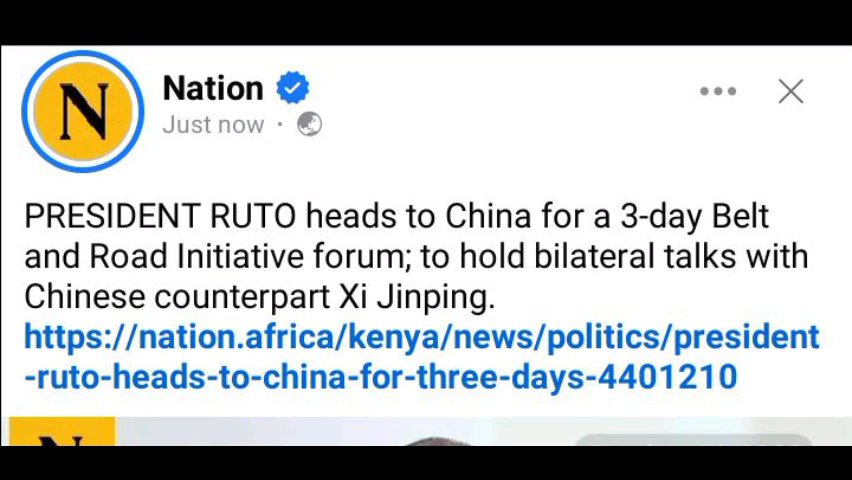 N
Nation
Just now ·
PRESIDENT RUTO heads to China for a 3-day Belt
and Road Initiative forum; to hold bilateral talks with
Chinese counterpart Xi Jinping.
https://nation.africa/kenya/news/politics/president
-ruto-heads-to-china-for-three-days-4401210
N